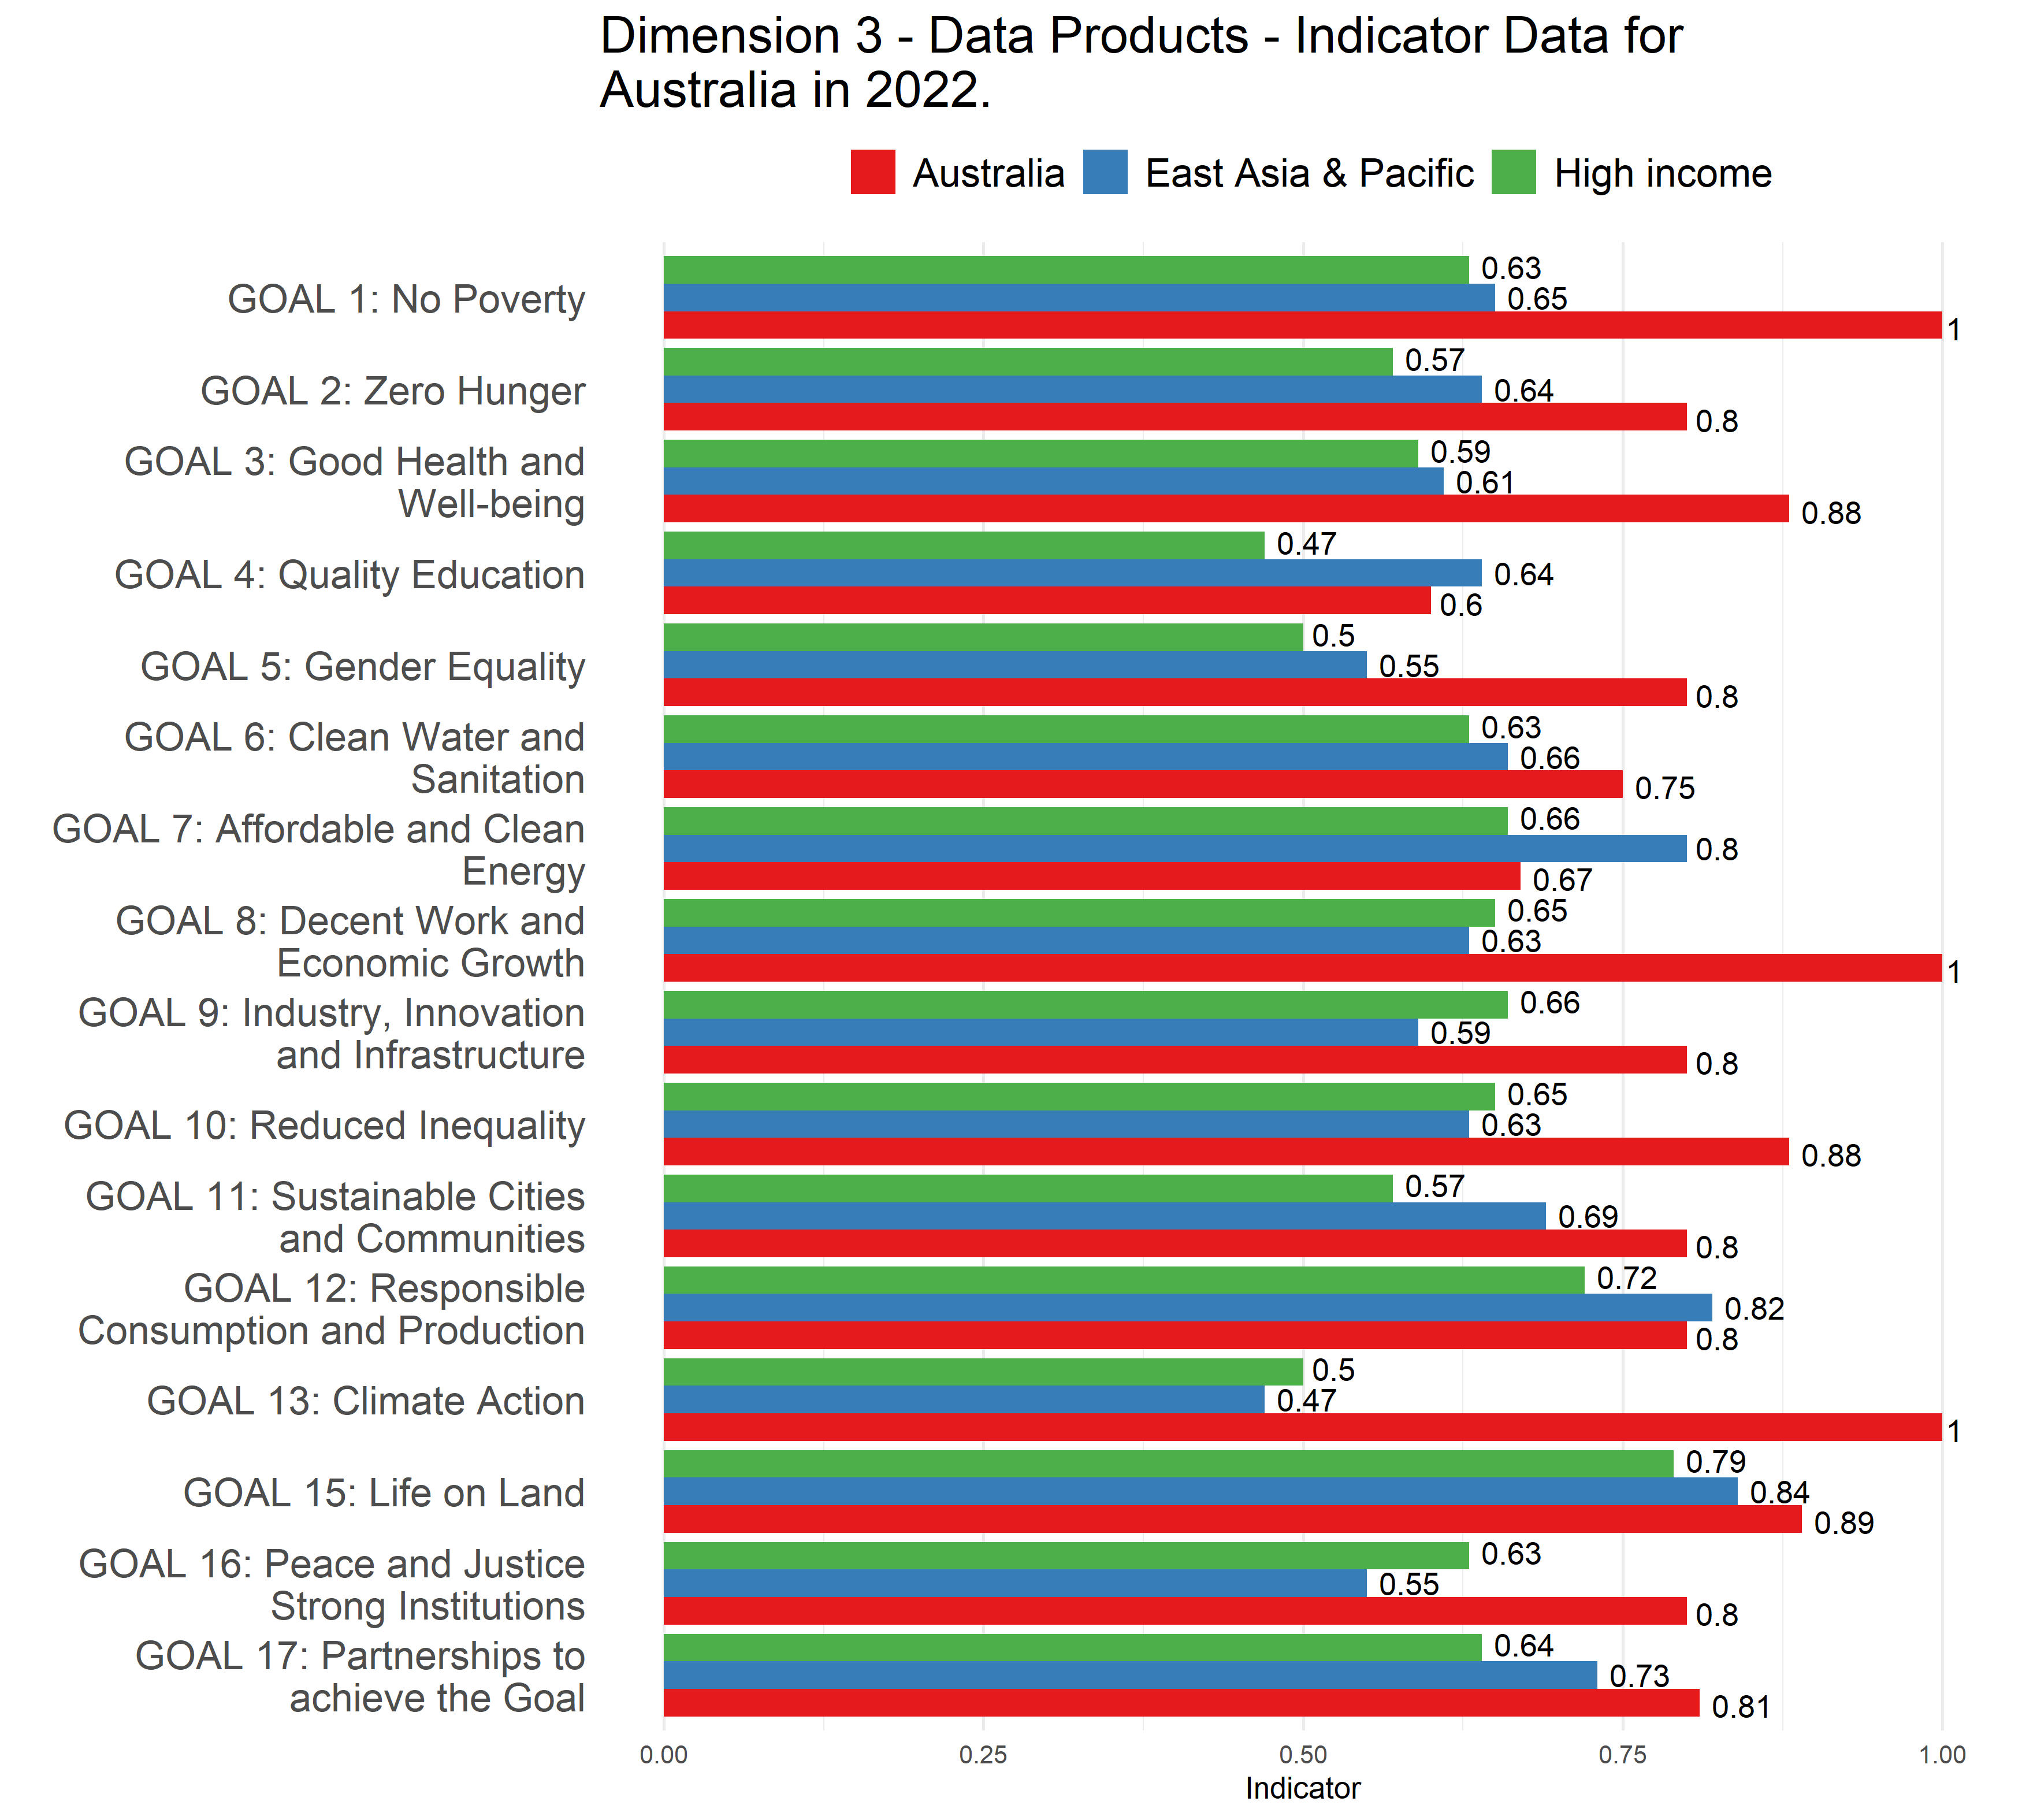 Dimension 3 - Data Products - Indicator Data for
Australia in 2022.
Australia
East Asia & Pacific
High income
GOAL 1: No Poverty
0.63
0.65
1
GOAL 2: Zero Hunger
0.57
0.64
0.8
GOAL 3: Good Health and
Well-being
0.59
0.61
0.88
GOAL 4: Quality Education
0.47
0.64
0.6
GOAL 5: Gender Equality
0.5
0.55
0.8
GOAL 6: Clean Water and
Sanitation
0.63
0.66
0.75
GOAL 7: Affordable and Clean
Energy
0.66
0.8
0.67
GOAL 8: Decent Work and
Economic Growth
0.65
0.63
1
GOAL 9: Industry, Innovation
and Infrastructure
0.66
0.59
0.8
GOAL 10: Reduced Inequality
0.65
0.63
0.88
GOAL 11: Sustainable Cities
and Communities
0.57
0.69
0.8
GOAL 12: Responsible
Consumption and Production
0.72
0.82
0.8
GOAL 13: Climate Action
0.5
0.47
1
GOAL 15: Life on Land
0.79
0.84
0.89
GOAL 16: Peace and Justice
Strong Institutions
0.63
0.55
0.8
GOAL 17: Partnerships to
achieve the Goal
0.64
0.73
0.81
0.00 0.25 0.50 0.75 1.00
Indicator